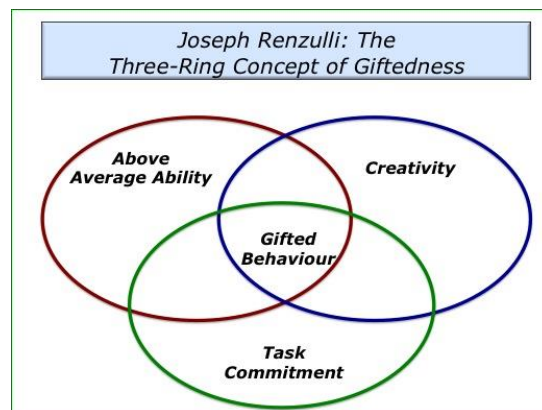 Joseph Renzulli: The
Three-Ring Concept of Giftedness
Above
Average Ability
Creativity
Gifted
Behaviour
Task
Commitment